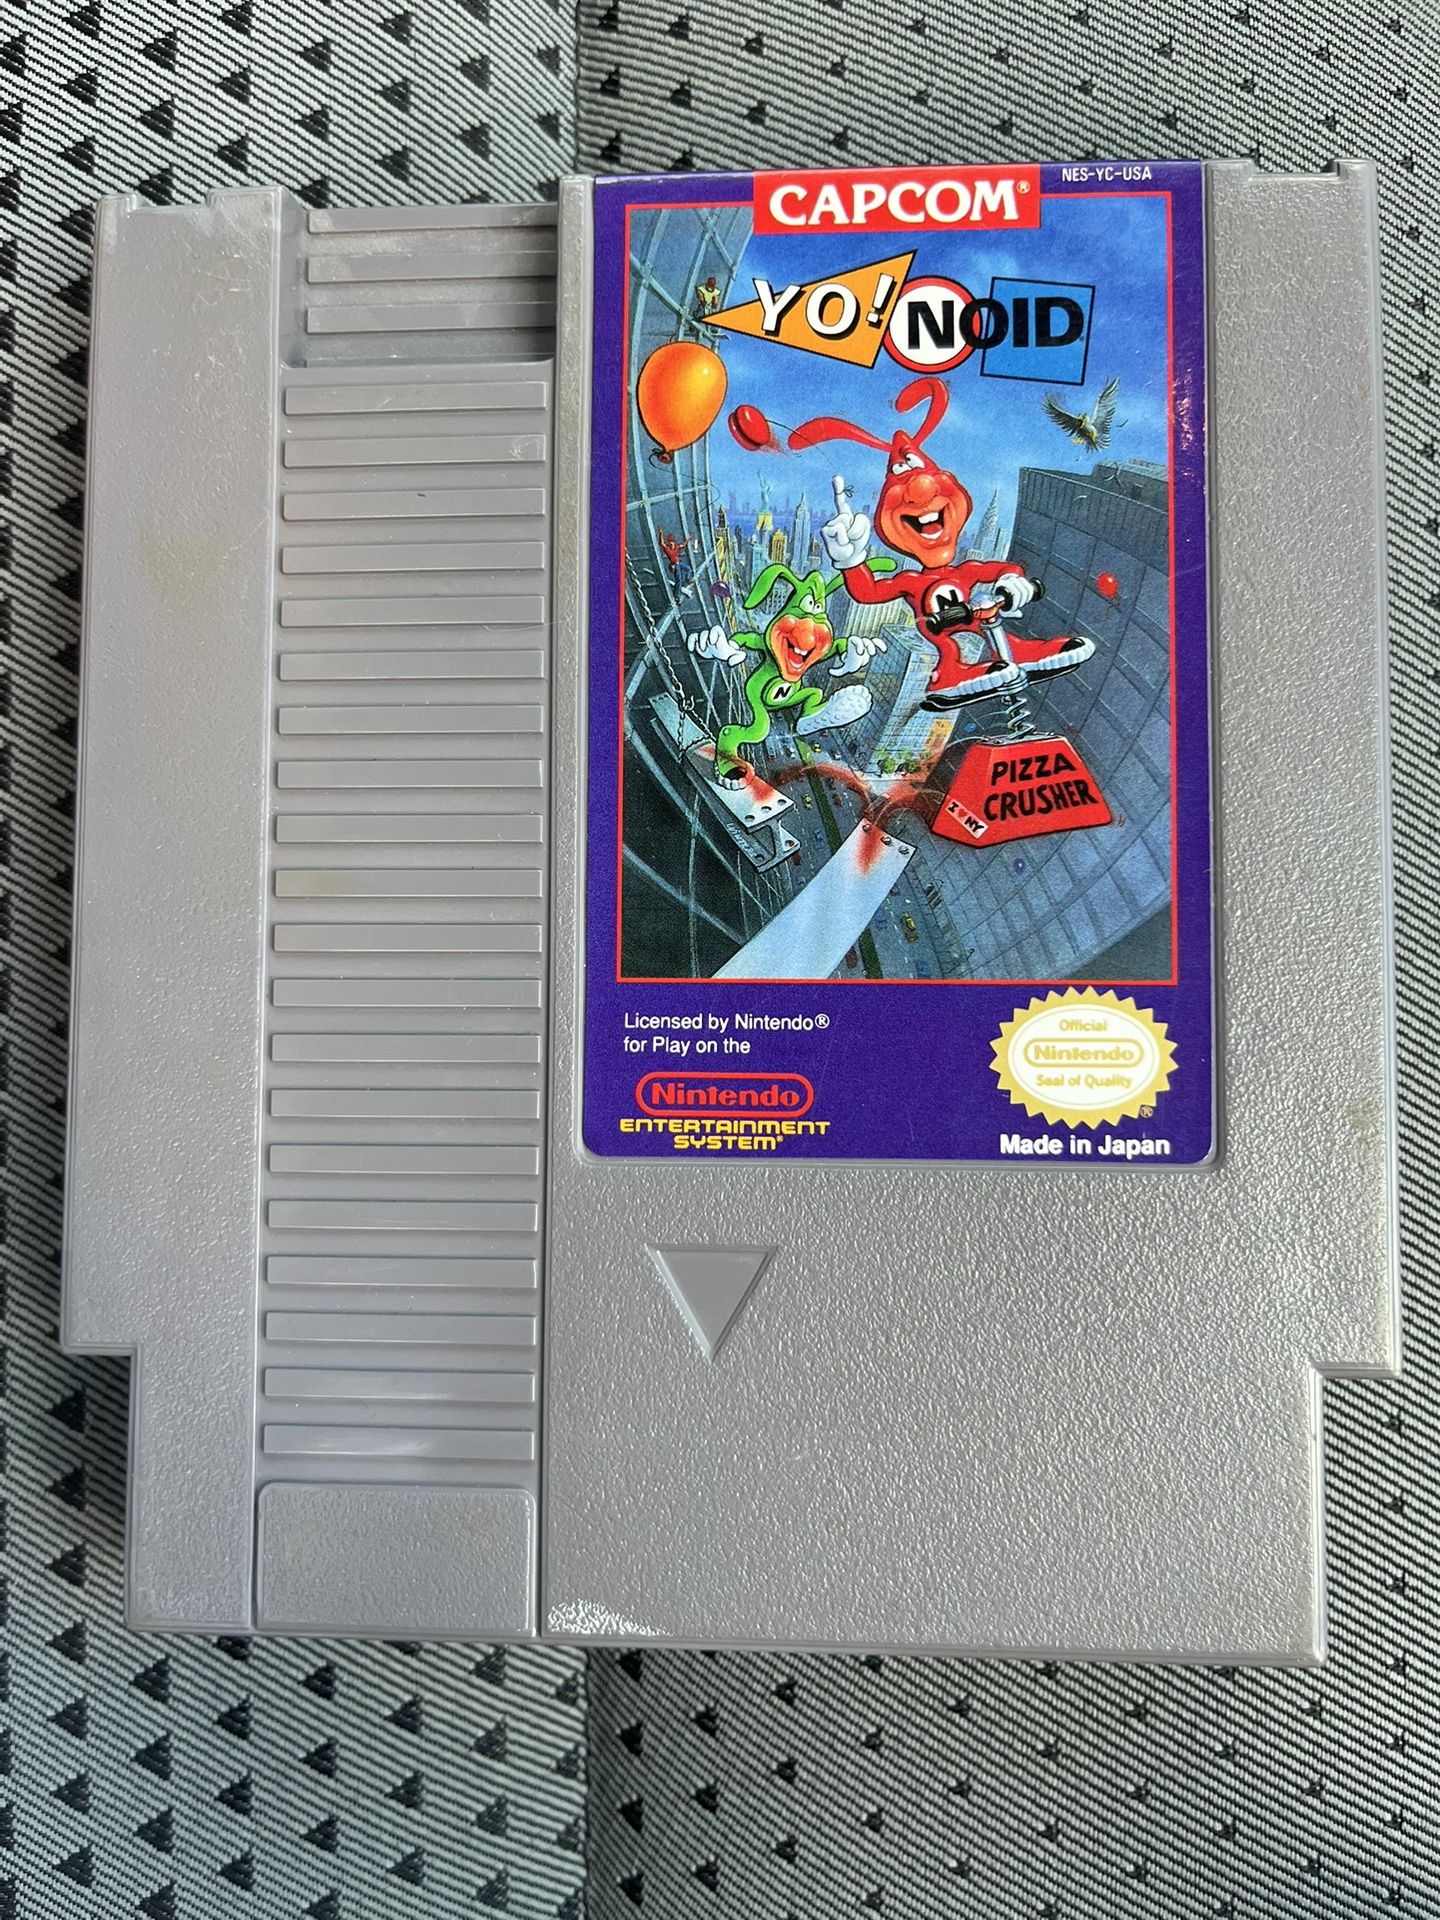 CAPCOM®
NES-YC-USA
YO! NOID
N
N
PIZZA
CRUSHER
I ♥ NY
Licensed by Nintendo®
for Play on the
Nintendo
ENTERTAINMENT
SYSTEM®
Official
Nintendo
Seal of Quality
®
Made in Japan